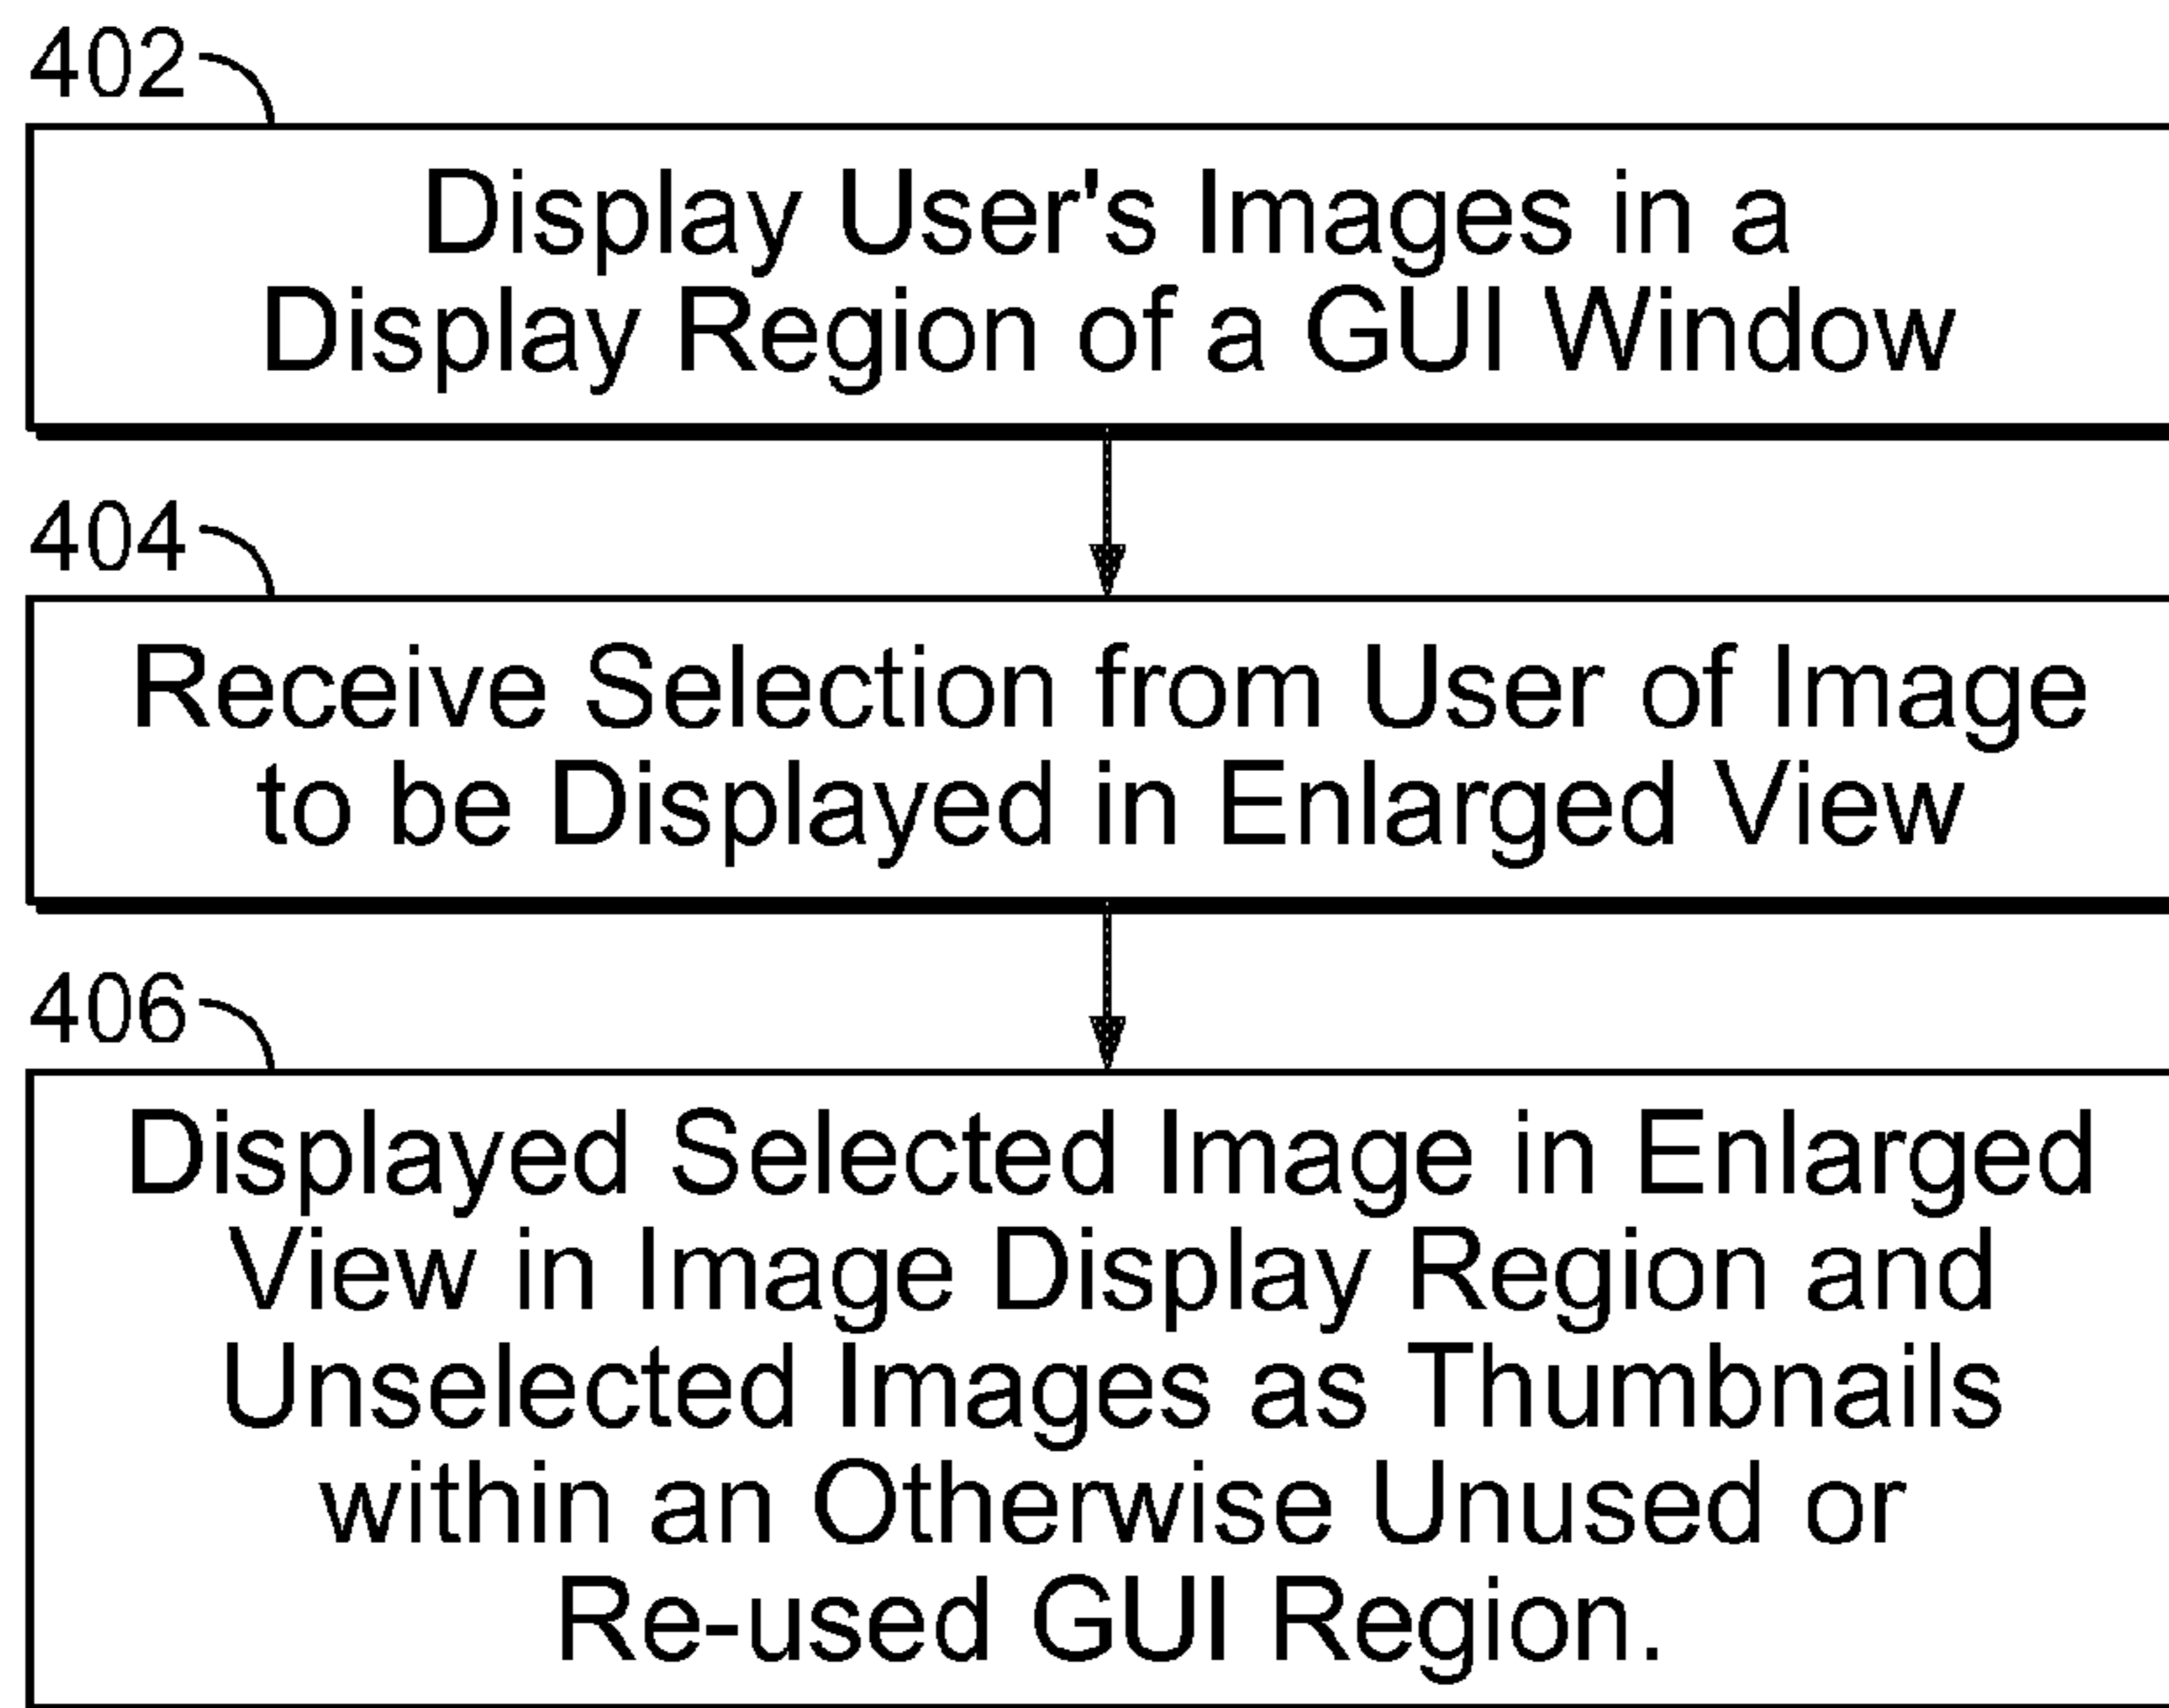 402
Display User's Images in a
Display Region of a GUI Window
404
Receive Selection from User of Image
to be Displayed in Enlarged View
406
Displayed Selected Image in Enlarged
View in Image Display Region and
Unselected Images as Thumbnails
within an Otherwise Unused or
Re-used GUI Region.